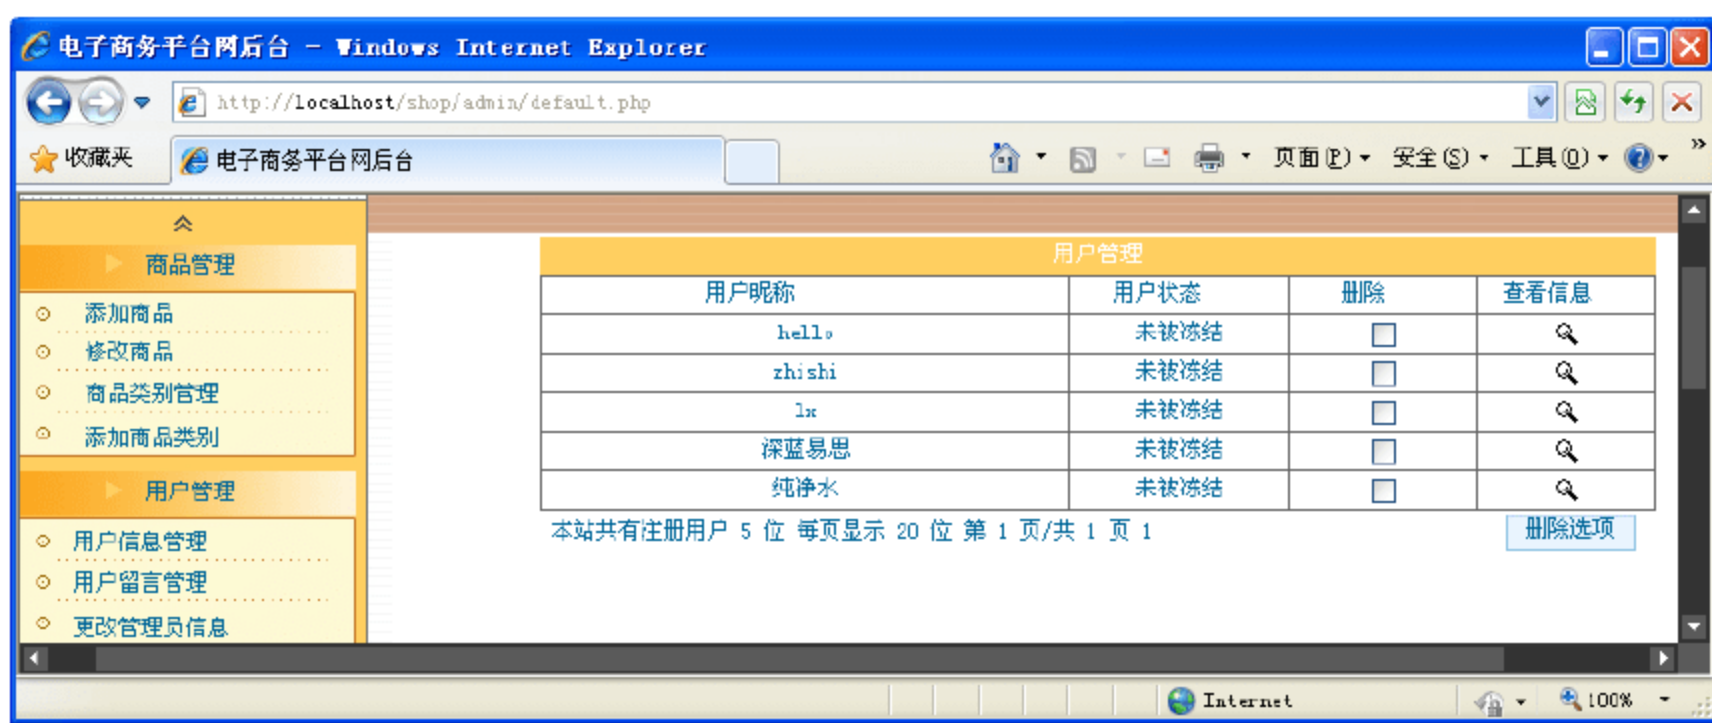 电子商务平台网后台 - Windows Internet Explorer
http://localhost/shop/admin/default.php
收藏夹 电子商务平台网后台 页面(P) 安全(S) 工具(O) »
商品管理
添加商品
修改商品
商品类别管理
添加商品类别
用户管理
用户信息管理
用户留言管理
更改管理员信息
用户管理
用户昵称 用户状态 删除 查看信息
hello 未被冻结
zhishi 未被冻结
lx 未被冻结
深蓝易思 未被冻结
纯净水 未被冻结
本站共有注册用户 5 位 每页显示 20 位 第 1 页/共 1 页 1 删除选项
Internet 100%